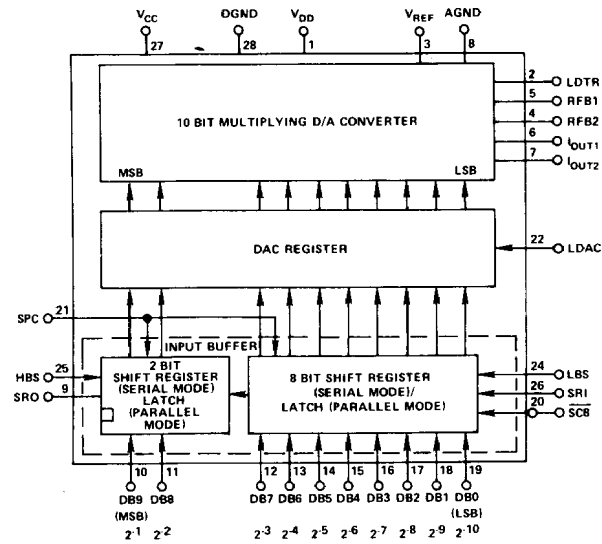 VCC DGND VDD VREF AGND
27 28 1 3 8
10 BIT MULTIPLYING D/A CONVERTER
MSB LSB
2 LDTR
5 RFB1
4 RFB2
6 IOUT1
7 IOUT2
DAC REGISTER
22 LDAC
SPC 21
INPUT BUFFER
HBS 25
SRO 9
2 BIT
SHIFT REGISTER
(SERIAL MODE)
LATCH
(PARALLEL
MODE)
8 BIT SHIFT REGISTER
(SERIAL MODE)/
LATCH (PARALLEL MODE)
24 LBS
26 SRI
20 SC8
10 11 12 13 14 15 16 17 18 19
DB9 DB8 DB7 DB6 DB5 DB4 DB3 DB2 DB1 DB0
(MSB) (LSB)
2-1 2-2 2-3 2-4 2-5 2-6 2-7 2-8 2-9 2-10